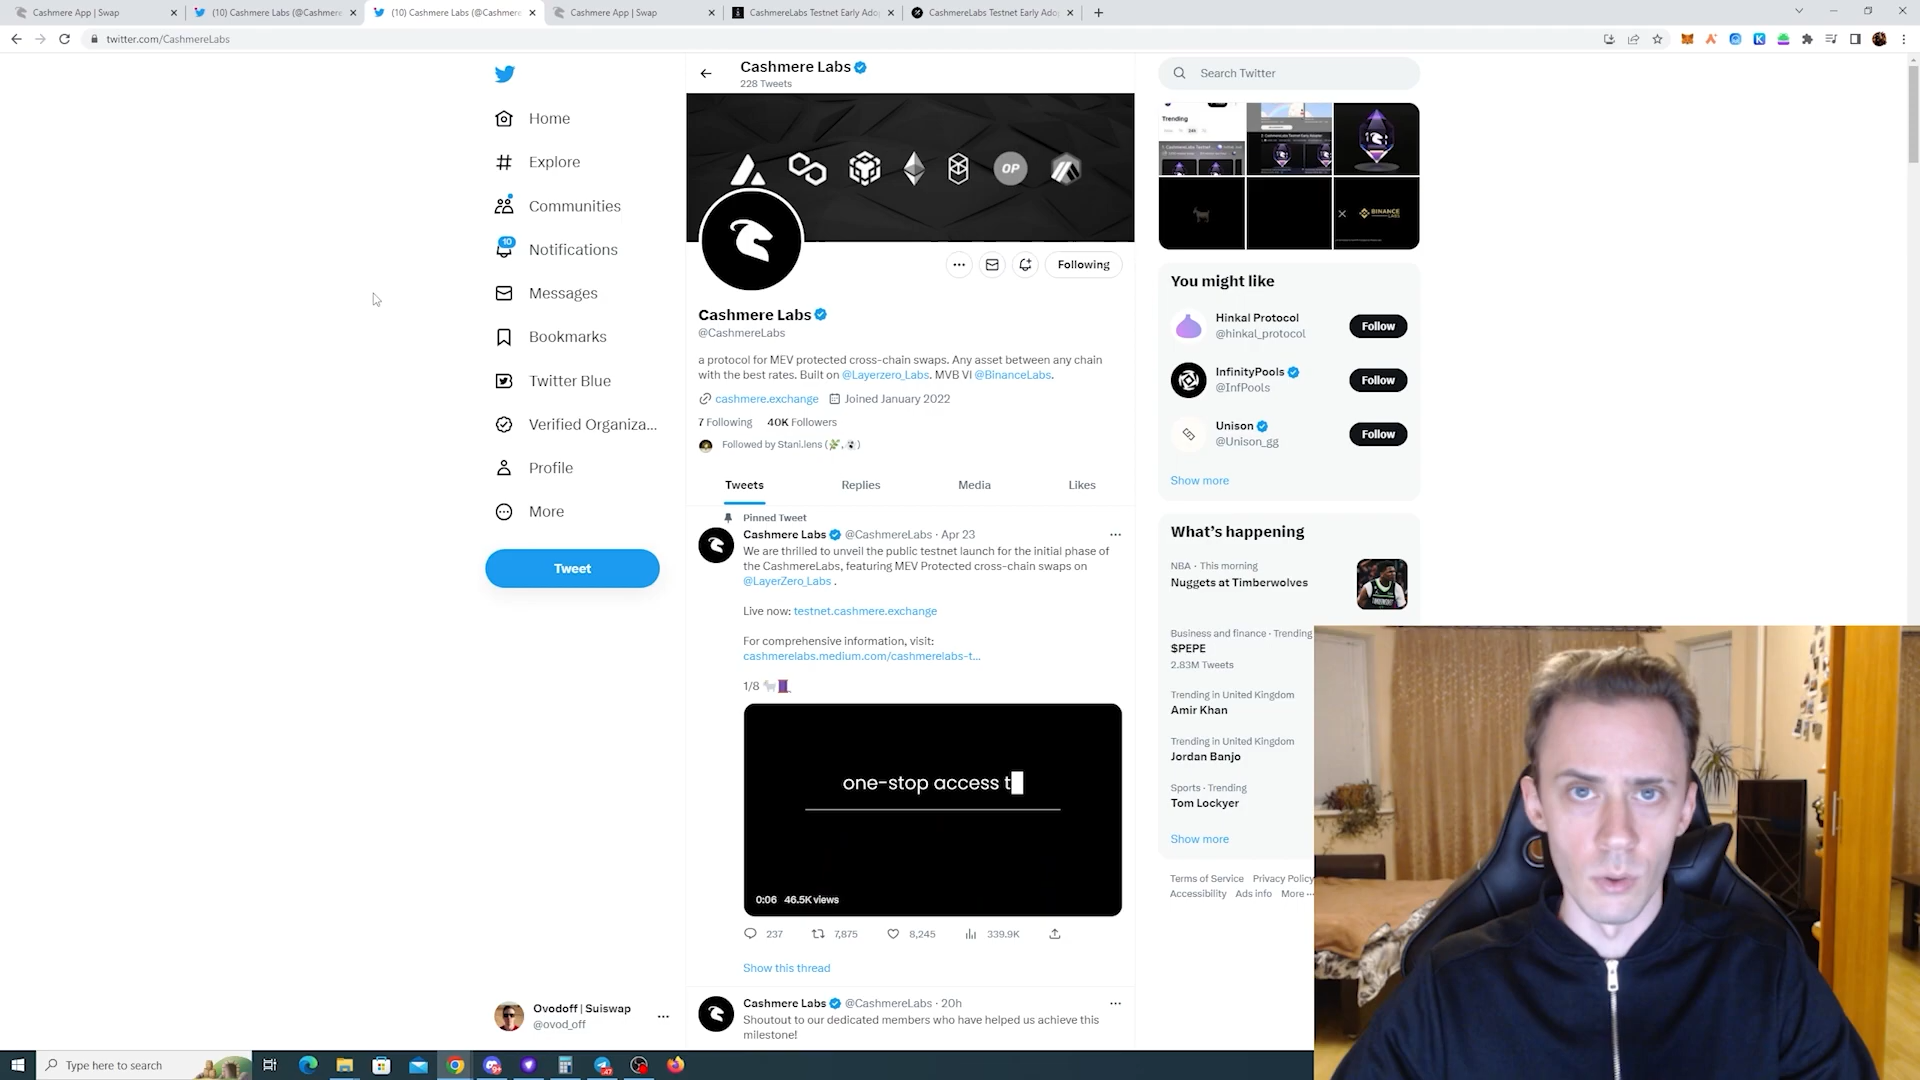 Cashmere App | Swap
(10) Cashmere Labs (@Cashmere
(10) Cashmere Labs (@Cashmere
Cashmere App | Swap
CashmereLabs Testnet Early Ado
CashmereLabs Testnet Early Ado
twitter.com/CashmereLabs
Home
Explore
Communities
10
Notifications
Messages
Bookmarks
Twitter Blue
Verified Organiza...
Profile
More
Tweet
Ovodoff | Suiswap
@ovod_off
Cashmere Labs
228 Tweets
OP
Following
Cashmere Labs
@CashmereLabs
a protocol for MEV protected cross-chain swaps. Any asset between any chain
with the best rates. Built on @Layerzero_Labs. MVB VI @BinanceLabs.
cashmere.exchange Joined January 2022
7 Following 40K Followers
Followed by Stani.lens
Tweets Replies Media Likes
Pinned Tweet
Cashmere Labs @CashmereLabs · Apr 23
We are thrilled to unveil the public testnet launch for the initial phase of
the CashmereLabs, featuring MEV Protected cross-chain swaps on
@LayerZero_Labs .
Live now: testnet.cashmere.exchange
For comprehensive information, visit:
cashmerelabs.medium.com/cashmerelabs-t...
1/8
one-stop access t
0:06 46.5K views
237 7,875 8,245 339.9K
Show this thread
Cashmere Labs @CashmereLabs · 20h
Shoutout to our dedicated members who have helped us achieve this
milestone!
Search Twitter
Trending
BINANCE
You might like
Hinkal Protocol
@hinkal_protocol
Follow
InfinityPools
@InfPools
Follow
Unison
@Unison_gg
Follow
Show more
What's happening
NBA · This morning
Nuggets at Timberwolves
Business and finance · Trending
$PEPE
2.83M Tweets
Trending in United Kingdom
Amir Khan
Trending in United Kingdom
Jordan Banjo
Sports · Trending
Tom Lockyer
Show more
Terms of Service Privacy Policy
Accessibility Ads info More ...
Type here to search